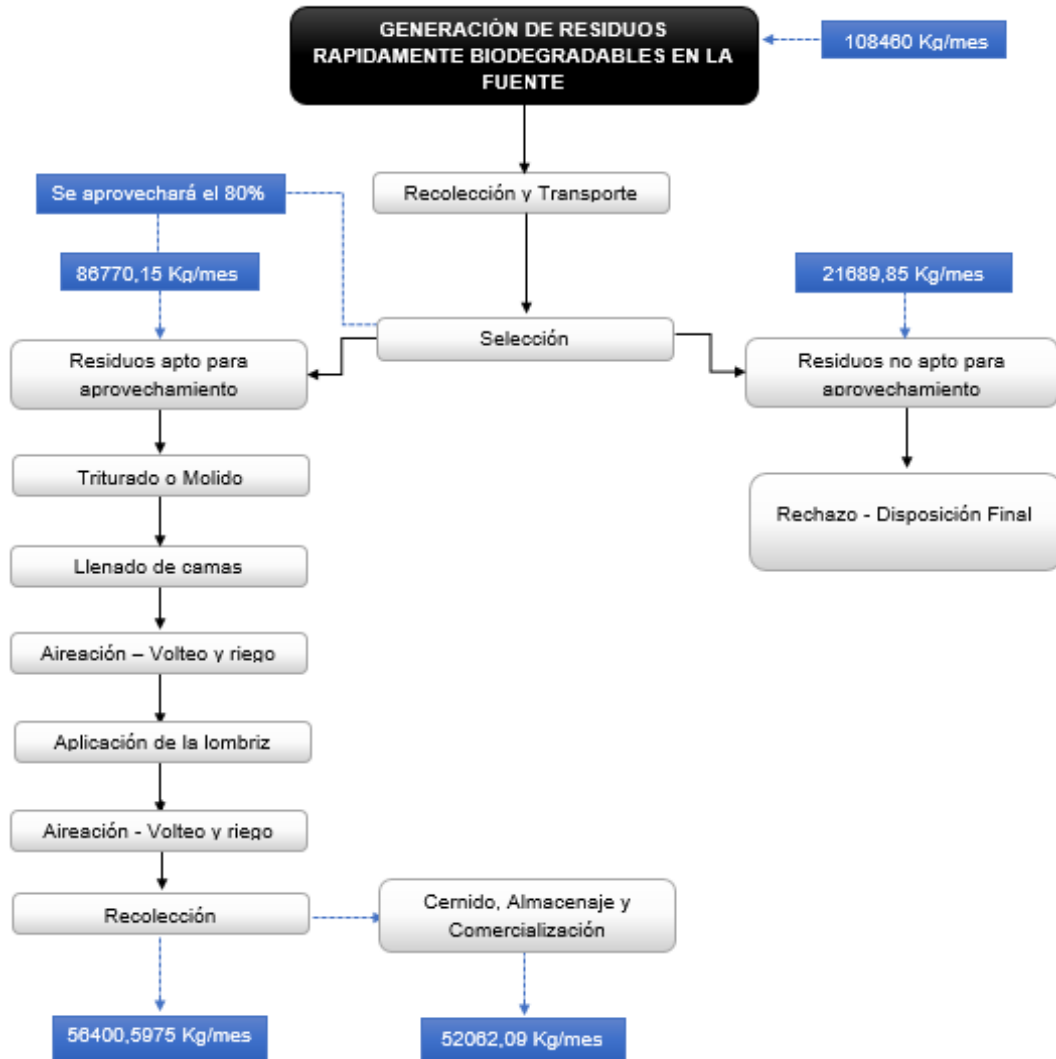 GENERACIÓN DE RESIDUOS
RAPIDAMENTE BIODEGRADABLES EN LA
FUENTE
108460 Kg/mes
Recolección y Transporte
Se aprovechará el 80%
86770,15 Kg/mes
21689,85 Kg/mes
Selección
Residuos apto para
aprovechamiento
Residuos no apto para
aprovechamiento
Triturado o Molido
Rechazo - Disposición Final
Llenado de camas
Aireación – Volteo y riego
Aplicación de la lombriz
Aireación - Volteo y riego
Recolección
Cernido, Almacenaje y
Comercialización
56400,5975 Kg/mes
52062,09 Kg/mes